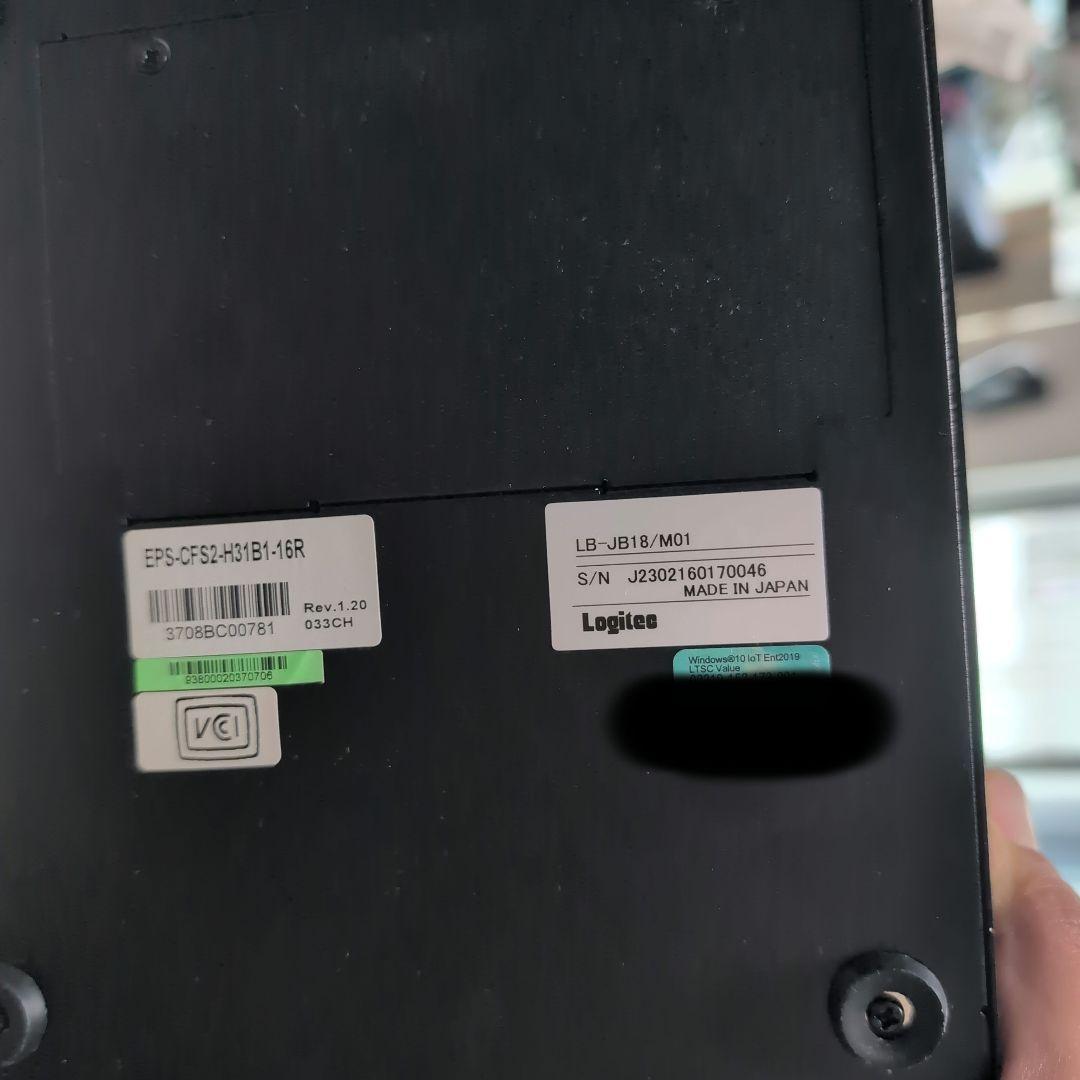 EPS-CFS2-H31B1-16R
Rev.1.20
3708BC00781
033CH
93800020370706
VCCI
LB-JB18/M01
S/N J2302160170046
MADE IN JAPAN
Logitec
Windows®10 IoT Ent2019
LTSC Value